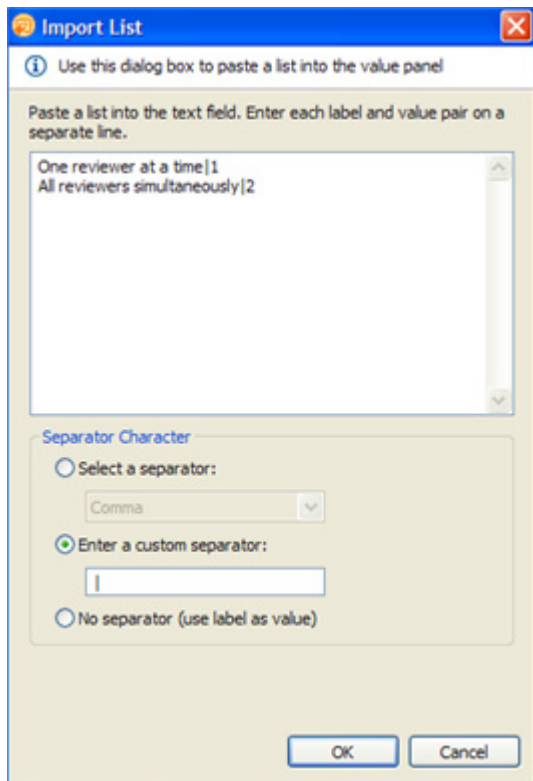 Import List
Use this dialog box to paste a list into the value panel
Paste a list into the text field. Enter each label and value pair on a
separate line.
One reviewer at a time|1
All reviewers simultaneously|2
Separator Character
Select a separator:
Comma
Enter a custom separator:
|
No separator (use label as value)
OK
Cancel